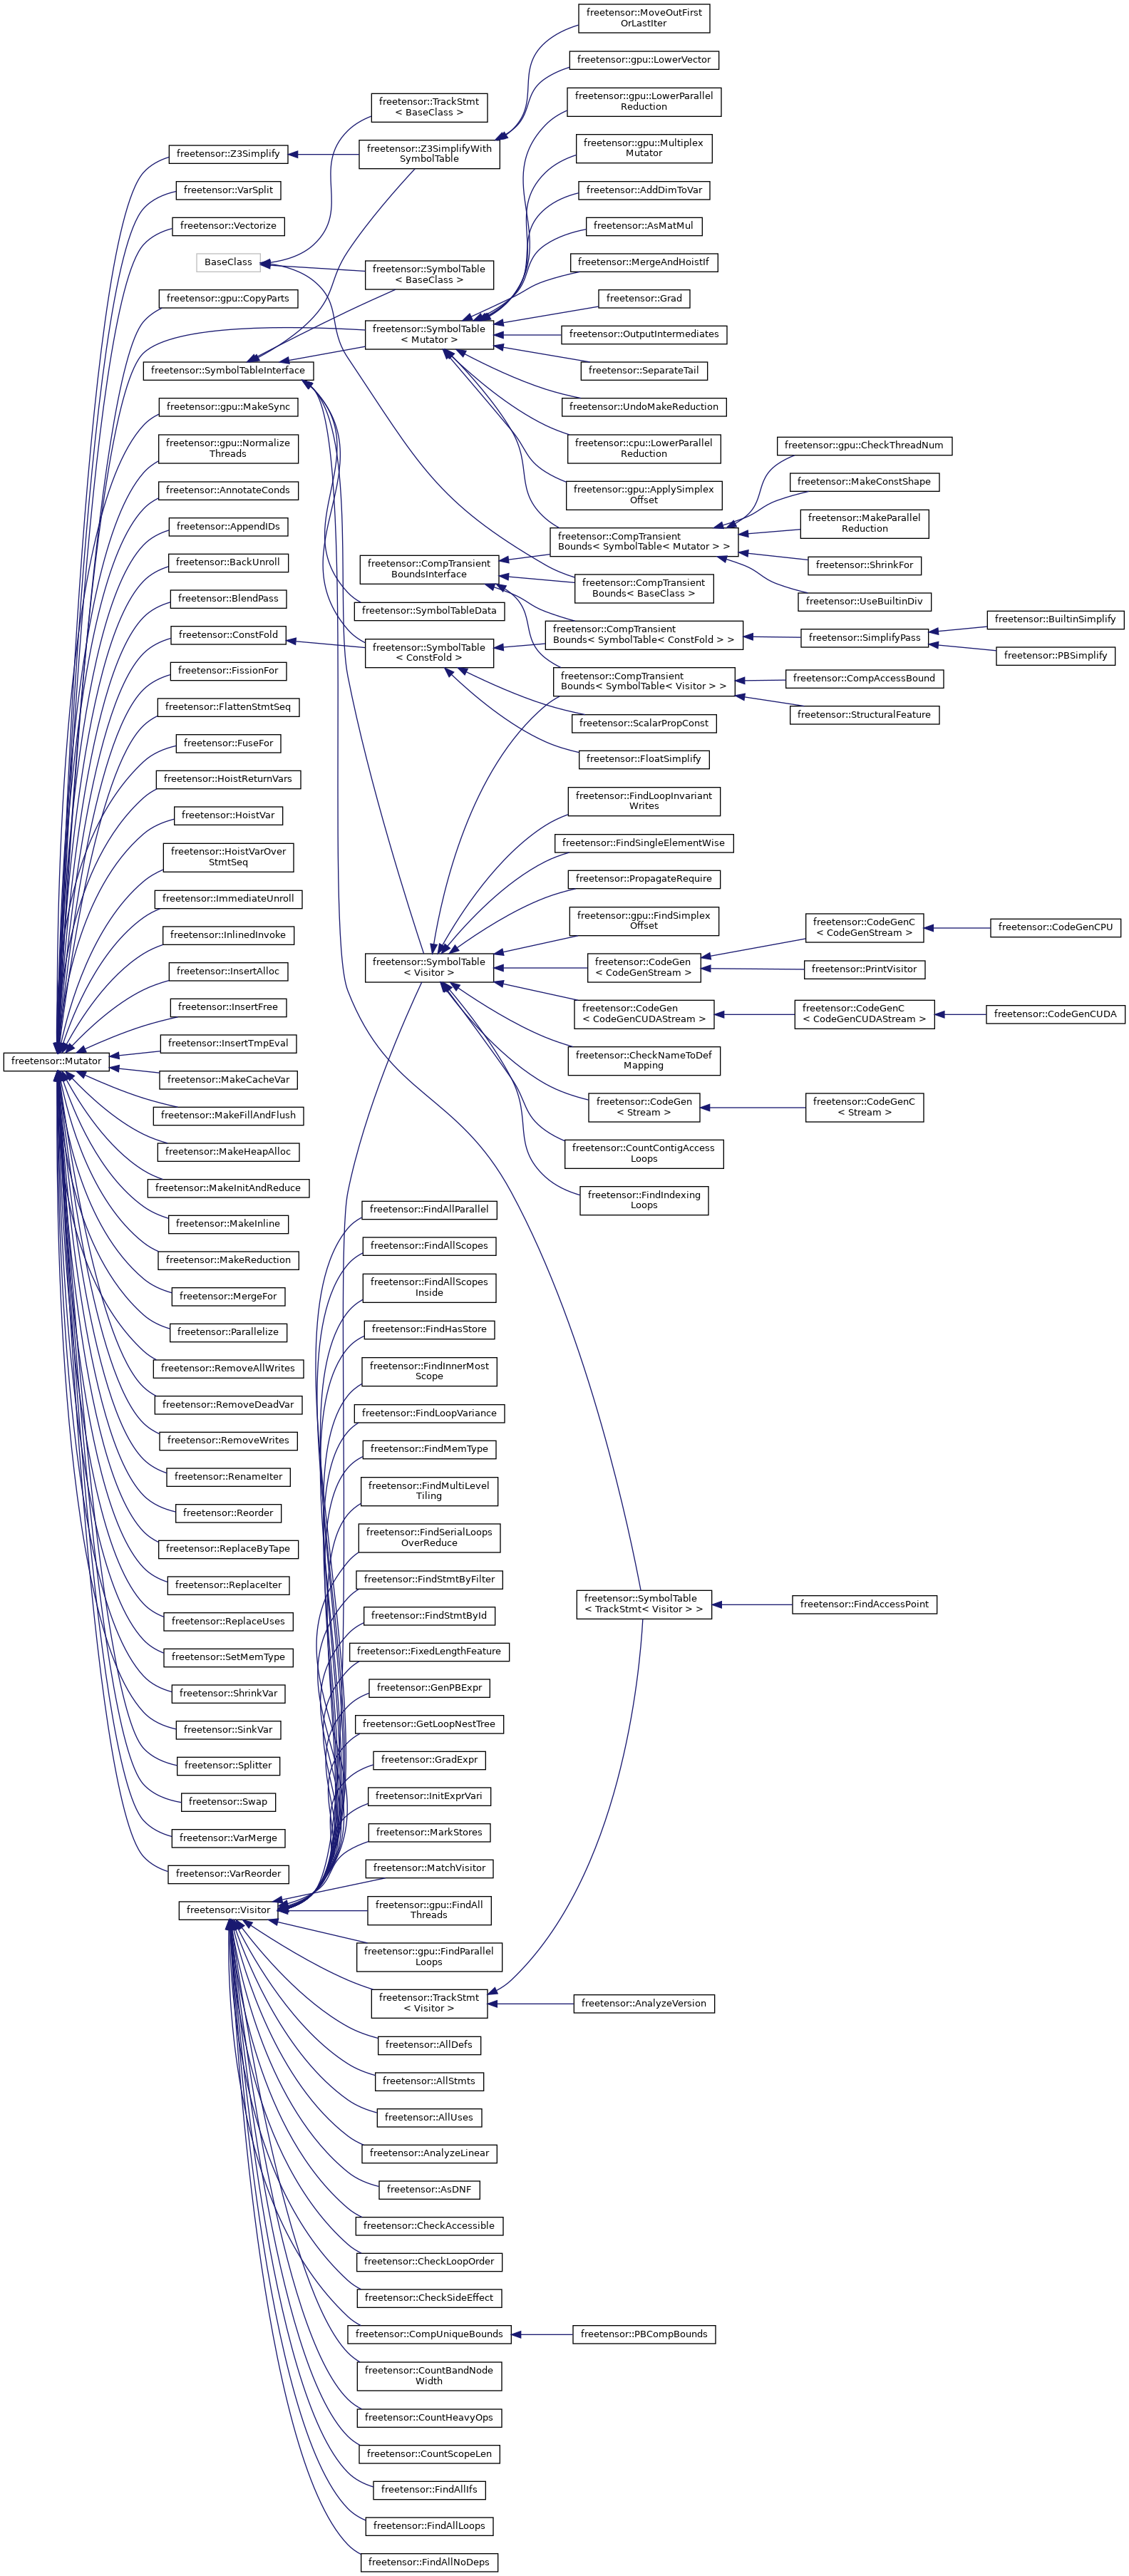 freetensor::MoveOutFirst
OrLastIter
freetensor::gpu::LowerVector
freetensor::gpu::LowerParallel
Reduction
freetensor::TrackStmt
< BaseClass >
freetensor::gpu::Multiplex
Mutator
freetensor::Z3Simplify
freetensor::Z3SimplifyWith
SymbolTable
freetensor::VarSplit
freetensor::AddDimToVar
freetensor::Vectorize
freetensor::AsMatMul
BaseClass
freetensor::MergeAndHoistIf
freetensor::SymbolTable
< BaseClass >
freetensor::gpu::CopyParts
freetensor::Grad
freetensor::SymbolTable
< Mutator >
freetensor::OutputIntermediates
freetensor::SymbolTableInterface
freetensor::SeparateTail
freetensor::gpu::MakeSync
freetensor::UndoMakeReduction
freetensor::gpu::Normalize
Threads
freetensor::cpu::LowerParallel
Reduction
freetensor::gpu::CheckThreadNum
freetensor::AnnotateConds
freetensor::gpu::ApplySimplex
Offset
freetensor::MakeConstShape
freetensor::AppendIDs
freetensor::MakeParallel
Reduction
freetensor::CompTransient
Bounds< SymbolTable< Mutator > >
freetensor::BackUnroll
freetensor::CompTransient
BoundsInterface
freetensor::ShrinkFor
freetensor::CompTransient
Bounds< BaseClass >
freetensor::BlendPass
freetensor::UseBuiltinDiv
freetensor::SymbolTableData
freetensor::BuiltinSimplify
freetensor::ConstFold
freetensor::CompTransient
Bounds< SymbolTable< ConstFold > >
freetensor::SimplifyPass
freetensor::SymbolTable
< ConstFold >
freetensor::PBSimplify
freetensor::FissionFor
freetensor::CompTransient
Bounds< SymbolTable< Visitor > >
freetensor::CompAccessBound
freetensor::FlattenStmtSeq
freetensor::StructuralFeature
freetensor::ScalarPropConst
freetensor::FuseFor
freetensor::FloatSimplify
freetensor::HoistReturnVars
freetensor::FindLoopInvariant
Writes
freetensor::HoistVar
freetensor::FindSingleElementWise
freetensor::HoistVarOver
StmtSeq
freetensor::PropagateRequire
freetensor::ImmediateUnroll
freetensor::gpu::FindSimplex
Offset
freetensor::CodeGenC
< CodeGenStream >
freetensor::CodeGenCPU
freetensor::InlinedInvoke
freetensor::SymbolTable
< Visitor >
freetensor::CodeGen
< CodeGenStream >
freetensor::PrintVisitor
freetensor::InsertAlloc
freetensor::InsertFree
freetensor::CodeGen
< CodeGenCUDAStream >
freetensor::CodeGenC
< CodeGenCUDAStream >
freetensor::CodeGenCUDA
freetensor::InsertTmpEval
freetensor::Mutator
freetensor::CheckNameToDef
Mapping
freetensor::MakeCacheVar
freetensor::MakeFillAndFlush
freetensor::CodeGen
< Stream >
freetensor::CodeGenC
< Stream >
freetensor::MakeHeapAlloc
freetensor::CountContigAccess
Loops
freetensor::MakeInitAndReduce
freetensor::FindIndexing
Loops
freetensor::FindAllParallel
freetensor::MakeInline
freetensor::FindAllScopes
freetensor::MakeReduction
freetensor::FindAllScopes
Inside
freetensor::MergeFor
freetensor::FindHasStore
freetensor::Parallelize
freetensor::FindInnerMost
Scope
freetensor::RemoveAllWrites
freetensor::RemoveDeadVar
freetensor::FindLoopVariance
freetensor::RemoveWrites
freetensor::FindMemType
freetensor::RenameIter
freetensor::FindMultiLevel
Tiling
freetensor::Reorder
freetensor::FindSerialLoops
OverReduce
freetensor::ReplaceByTape
freetensor::FindStmtByFilter
freetensor::ReplaceIter
freetensor::SymbolTable
< TrackStmt< Visitor > >
freetensor::FindAccessPoint
freetensor::FindStmtById
freetensor::ReplaceUses
freetensor::FixedLengthFeature
freetensor::SetMemType
freetensor::GenPBExpr
freetensor::ShrinkVar
freetensor::GetLoopNestTree
freetensor::SinkVar
freetensor::GradExpr
freetensor::Splitter
freetensor::InitExprVari
freetensor::Swap
freetensor::MarkStores
freetensor::VarMerge
freetensor::MatchVisitor
freetensor::VarReorder
freetensor::Visitor
freetensor::gpu::FindAll
Threads
freetensor::gpu::FindParallel
Loops
freetensor::TrackStmt
< Visitor >
freetensor::AnalyzeVersion
freetensor::AllDefs
freetensor::AllStmts
freetensor::AllUses
freetensor::AnalyzeLinear
freetensor::AsDNF
freetensor::CheckAccessible
freetensor::CheckLoopOrder
freetensor::CheckSideEffect
freetensor::CompUniqueBounds
freetensor::PBCompBounds
freetensor::CountBandNode
Width
freetensor::CountHeavyOps
freetensor::CountScopeLen
freetensor::FindAllIfs
freetensor::FindAllLoops
freetensor::FindAllNoDeps